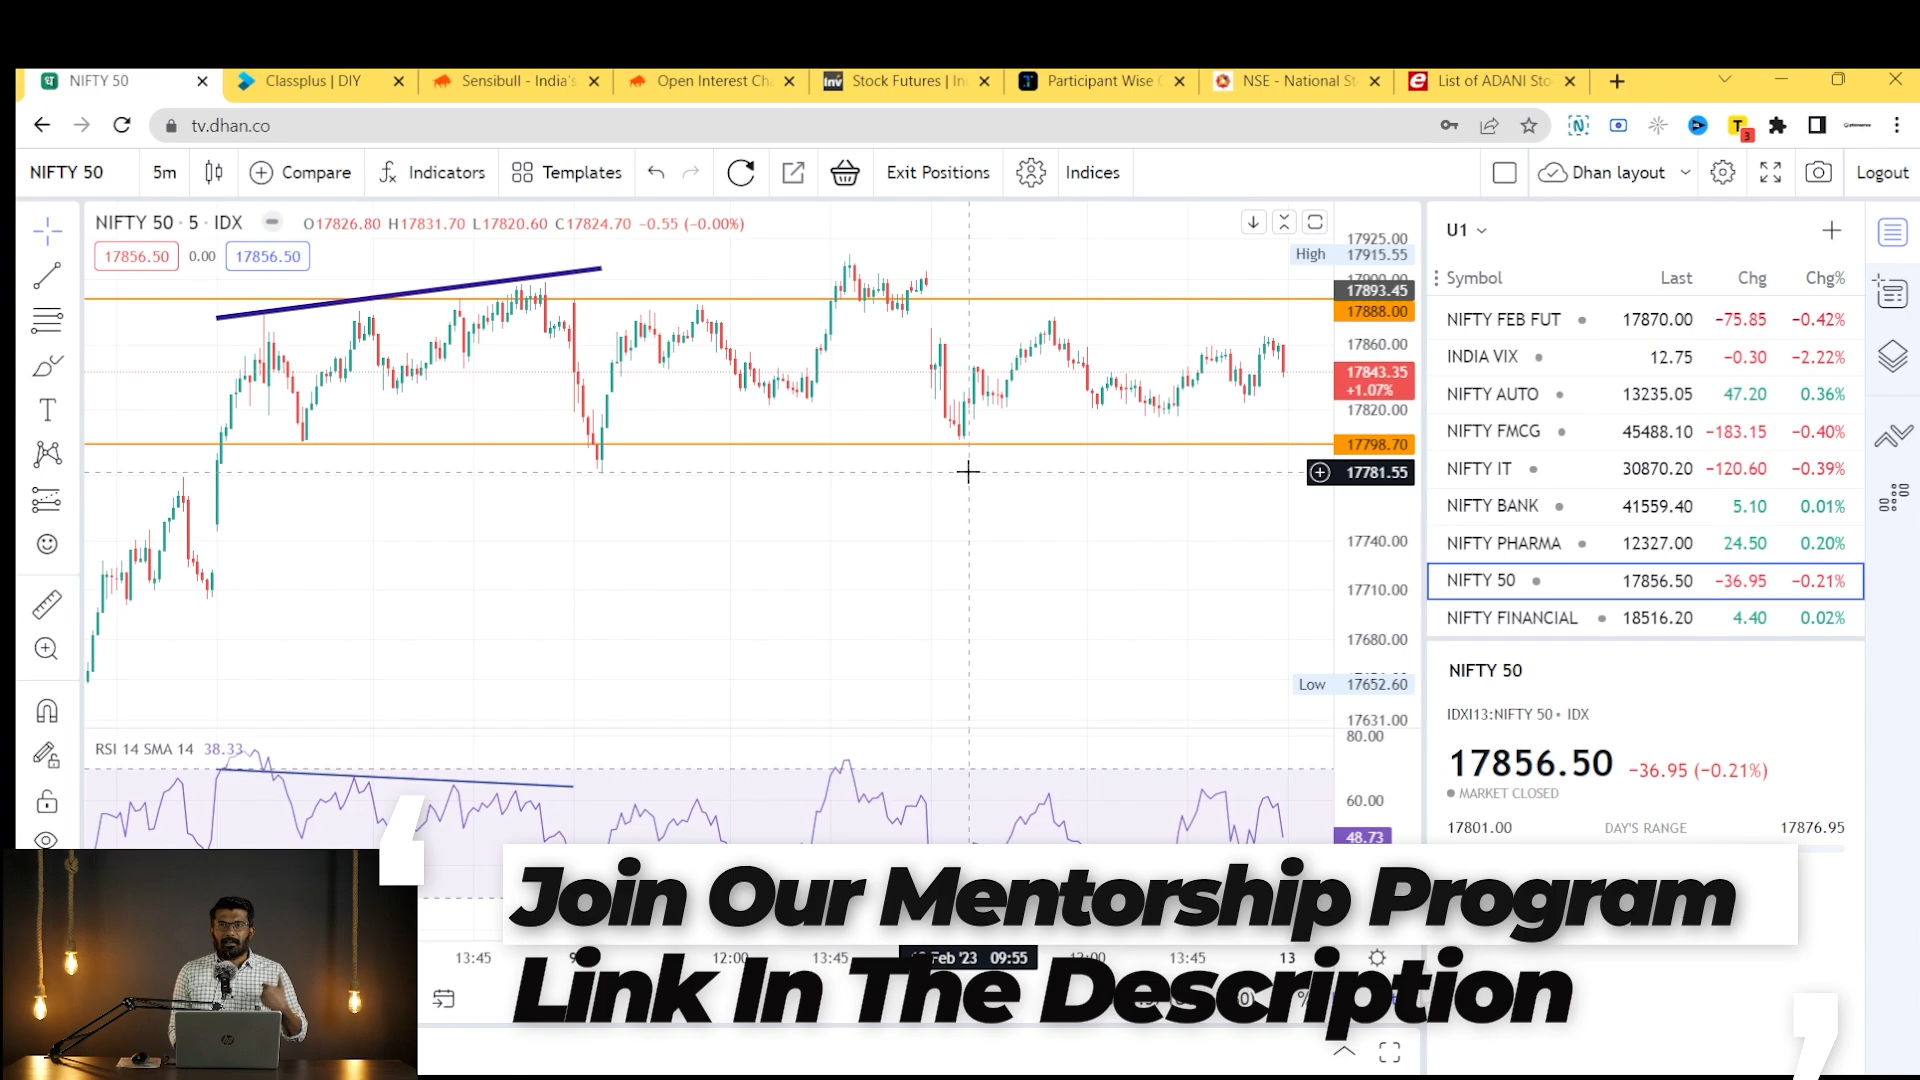 NIFTY 50
Classplus | DIY
Sensibull - India's
Open Interest Cha
Stock Futures | In
Participant Wise
NSE - National St
List of ADANI Sto
tv.dhan.co
NIFTY 50 5m Compare Indicators Templates Exit Positions Indices Dhan layout Logout
NIFTY 50 · 5 · IDX O17826.80 H17831.70 L17820.60 C17824.70 -0.55 (-0.00%)
17856.50 0.00 17856.50
17925.00
High 17915.55
17900.00
17893.45
17888.00
17860.00
17843.35
+1.07%
17820.00
17798.70
17781.55
17740.00
17710.00
17680.00
Low 17652.60
17631.00
RSI 14 SMA 14 38.33
80.00
60.00
48.73
13:45
12:00
13:45
Feb '23 09:55
12:00
13:45
13
U1
Symbol Last Chg Chg%
NIFTY FEB FUT 17870.00 -75.85 -0.42%
INDIA VIX 12.75 -0.30 -2.22%
NIFTY AUTO 13235.05 47.20 0.36%
NIFTY FMCG 45488.10 -183.15 -0.40%
NIFTY IT 30870.20 -120.60 -0.39%
NIFTY BANK 41559.40 5.10 0.01%
NIFTY PHARMA 12327.00 24.50 0.20%
NIFTY 50 17856.50 -36.95 -0.21%
NIFTY FINANCIAL 18516.20 4.40 0.02%
NIFTY 50
IDXI13:NIFTY 50 • IDX
17856.50 -36.95 (-0.21%)
MARKET CLOSED
17801.00 DAY'S RANGE 17876.95
Join Our Mentorship Program
Link In The Description